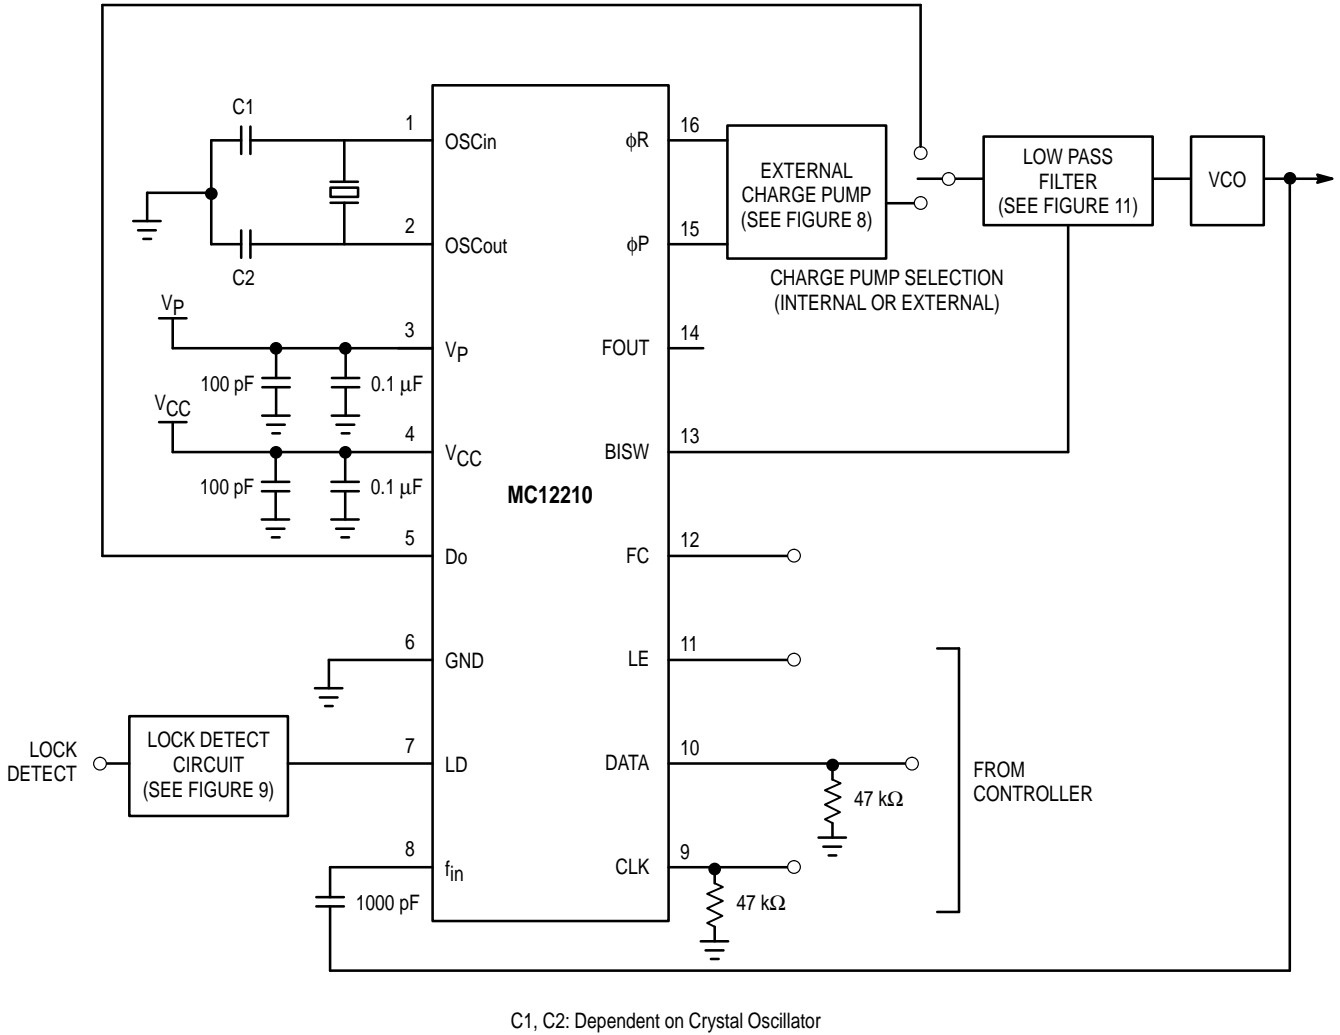 C1
1
OSCin
C2
2
OSCout
VP
3
VP
100 pF
0.1 μF
VCC
4
VCC
100 pF
0.1 μF
MC12210
5
Do
6
GND
LOCK
DETECT
LOCK DETECT
CIRCUIT
(SEE FIGURE 9)
7
LD
8
fin
1000 pF
16
ϕR
15
ϕP
EXTERNAL
CHARGE PUMP
(SEE FIGURE 8)
CHARGE PUMP SELECTION
(INTERNAL OR EXTERNAL)
LOW PASS
FILTER
(SEE FIGURE 11)
VCO
14
FOUT
13
BISW
12
FC
11
LE
10
DATA
47 kΩ
9
CLK
47 kΩ
FROM
CONTROLLER
C1, C2: Dependent on Crystal Oscillator